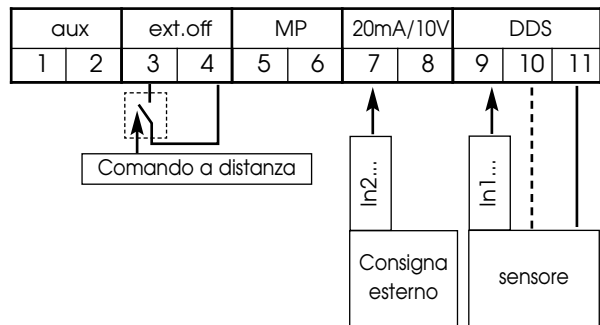 aux ext.off MP 20mA/10V DDS
1 2 3 4 5 6 7 8 9 10 11
Comando a distanza
In2...
In1...
Consigna
esterno
sensore